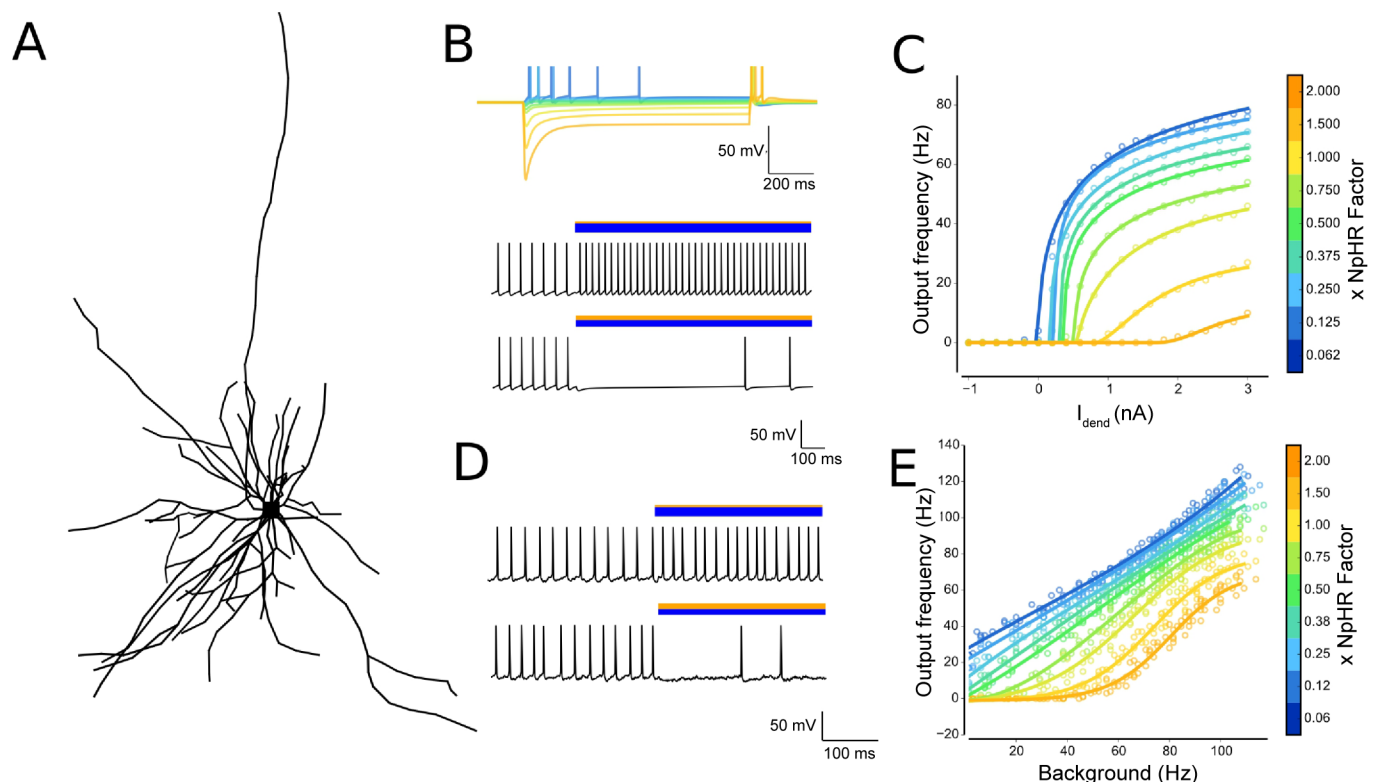 A
B
50 mV
200 ms
50 mV
100 ms
C
Output frequency (Hz)
80
60
40
20
0
−1
0
1
2
3
I dend (nA)
2.000
1.500
1.000
0.750
0.500
0.375
0.250
0.125
0.062
x NpHR Factor
D
50 mV
100 ms
E
Output frequency (Hz)
140
120
100
80
60
40
20
0
−20
20
40
60
80
100
Background (Hz)
2.00
1.50
1.00
0.75
0.50
0.38
0.25
0.12
0.06
x NpHR Factor